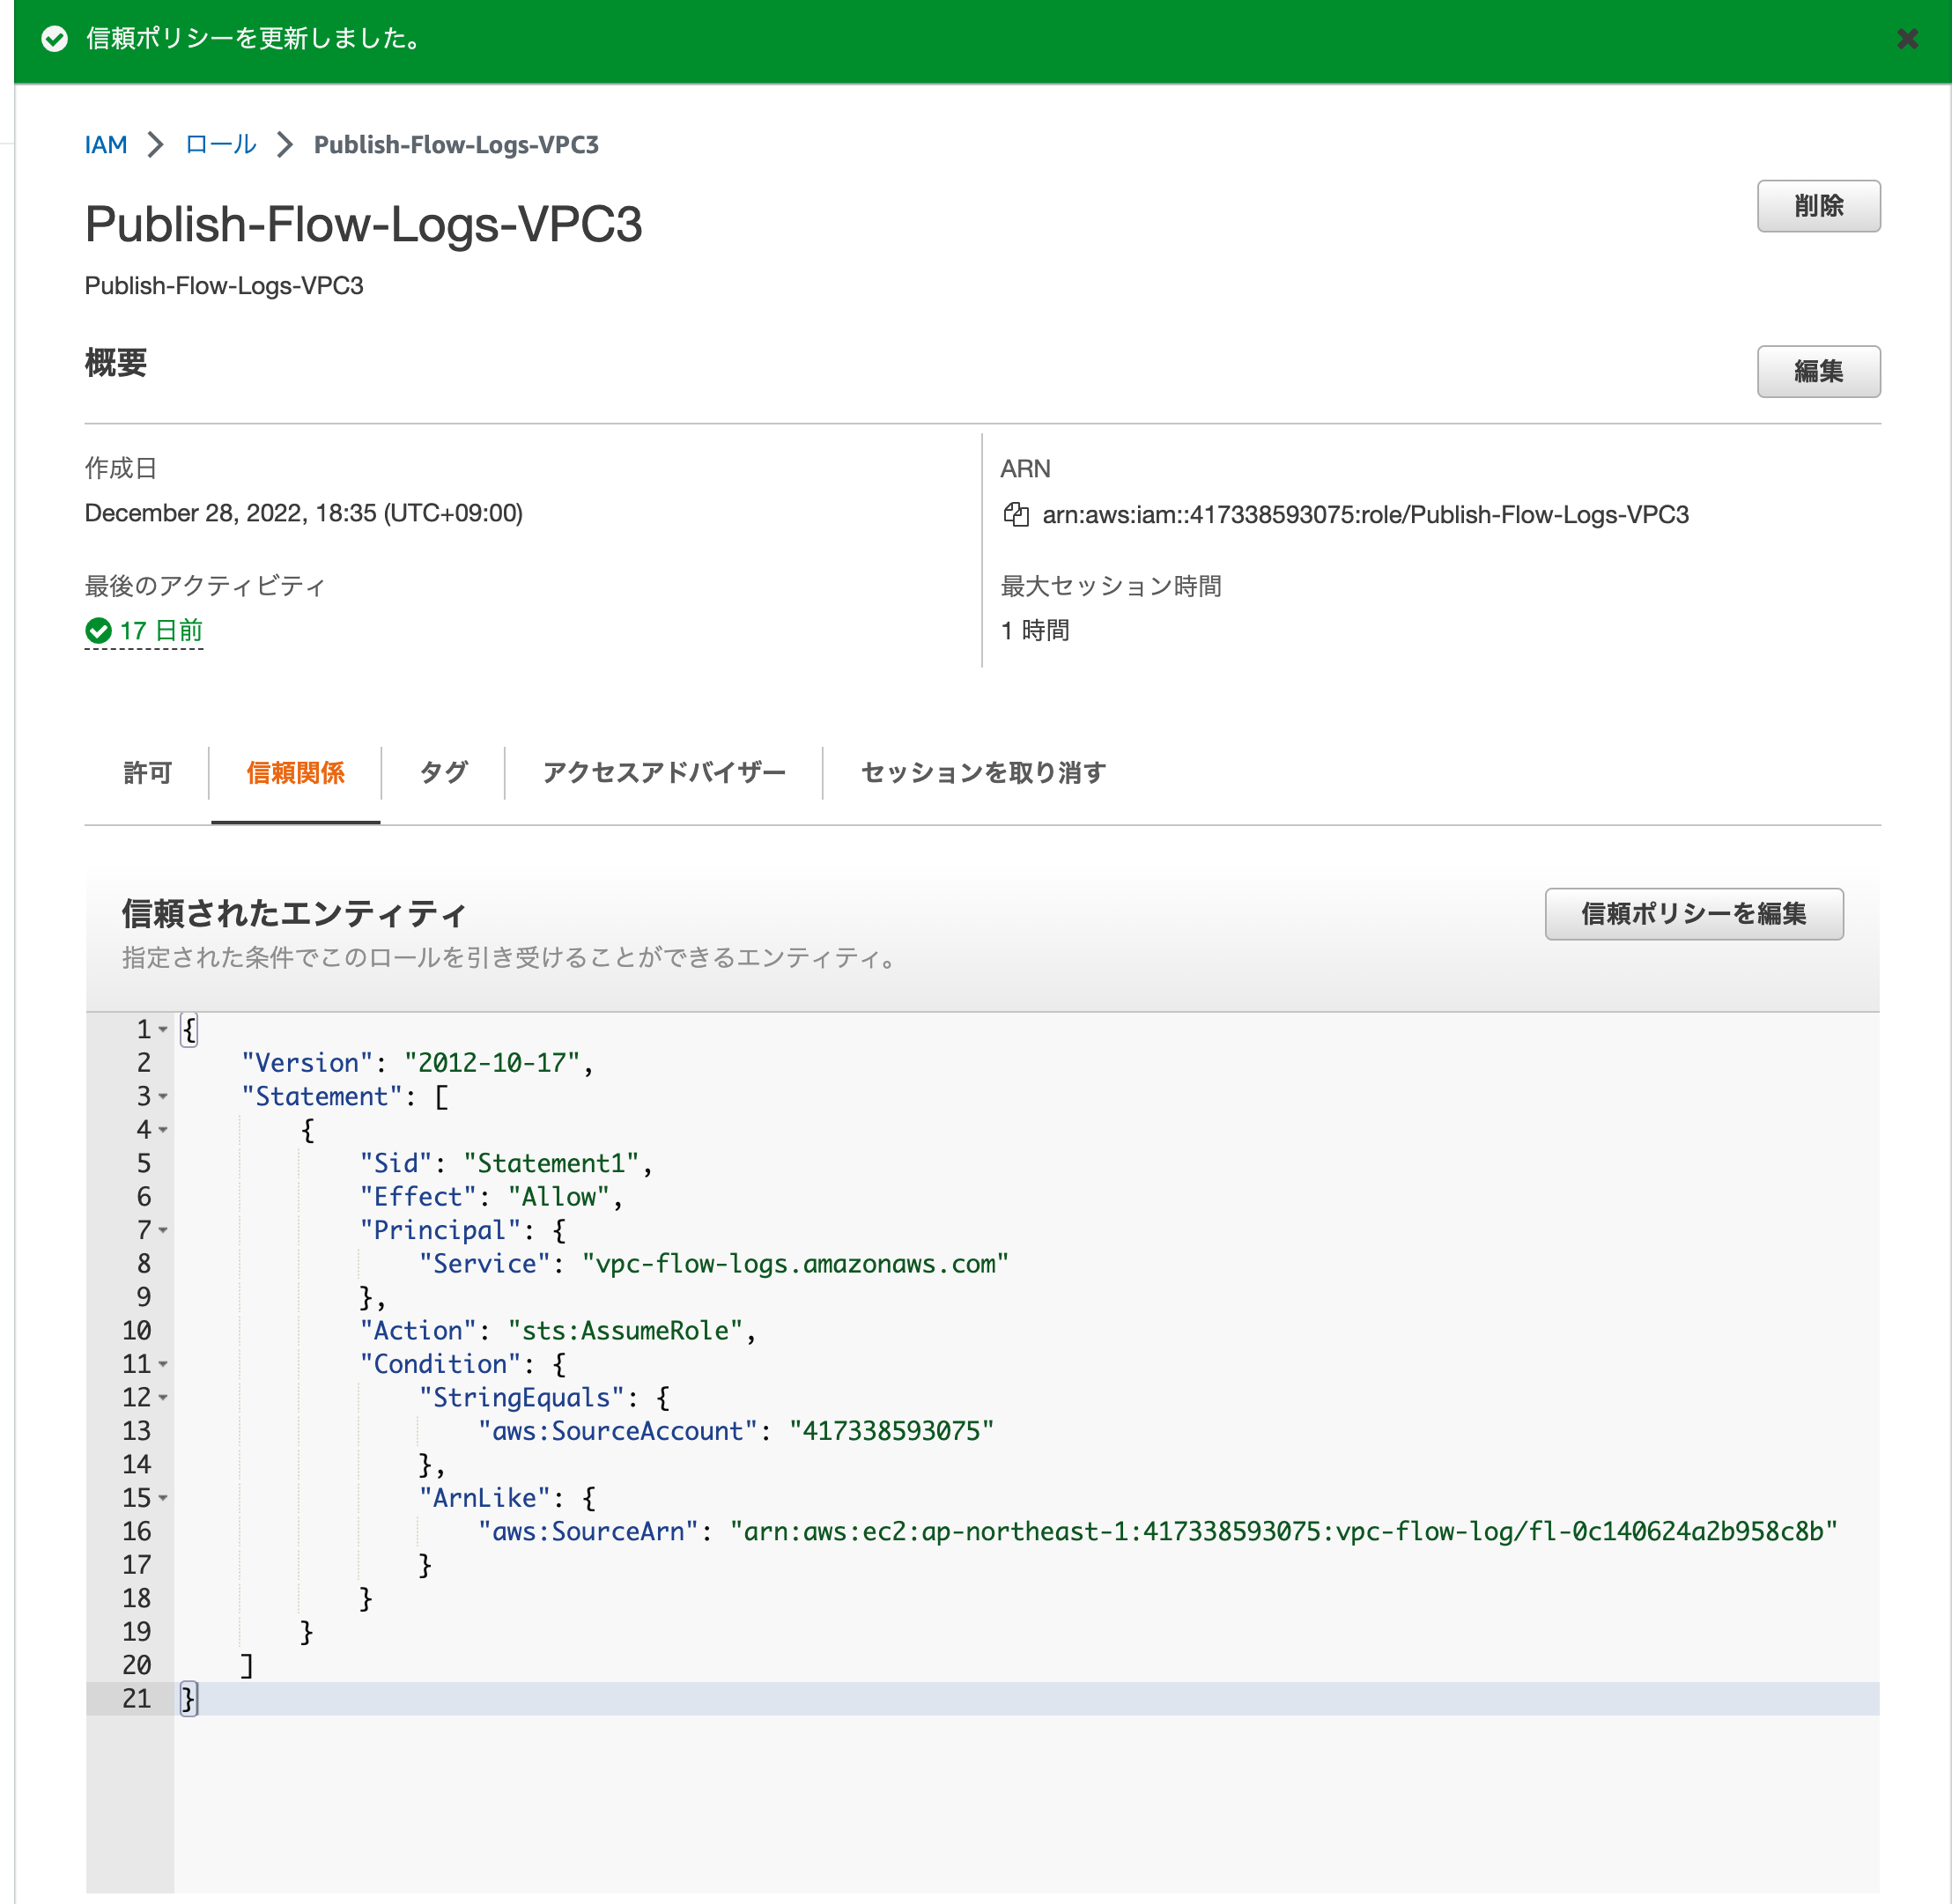 信頼ポリシーを更新しました。
IAM
ロール
Publish-Flow-Logs-VPC3
Publish-Flow-Logs-VPC3
削除
Publish-Flow-Logs-VPC3
概要
編集
作成日
December 28, 2022, 18:35 (UTC+09:00)
ARN
arn:aws:iam::417338593075:role/Publish-Flow-Logs-VPC3
最後のアクティビティ
17 日前
最大セッション時間
1 時間
許可
信頼関係
タグ
アクセスアドバイザー
セッションを取り消す
信頼されたエンティティ
信頼ポリシーを編集
指定された条件でこのロールを引き受けることができるエンティティ。
1 {
2     "Version": "2012-10-17",
3     "Statement": [
4         {
5             "Sid": "Statement1",
6             "Effect": "Allow",
7             "Principal": {
8                 "Service": "vpc-flow-logs.amazonaws.com"
9             },
10             "Action": "sts:AssumeRole",
11             "Condition": {
12                 "StringEquals": {
13                     "aws:SourceAccount": "417338593075"
14                 },
15                 "ArnLike": {
16                     "aws:SourceArn": "arn:aws:ec2:ap-northeast-1:417338593075:vpc-flow-log/fl-0c140624a2b958c8b"
17                 }
18             }
19         }
20     ]
21 }